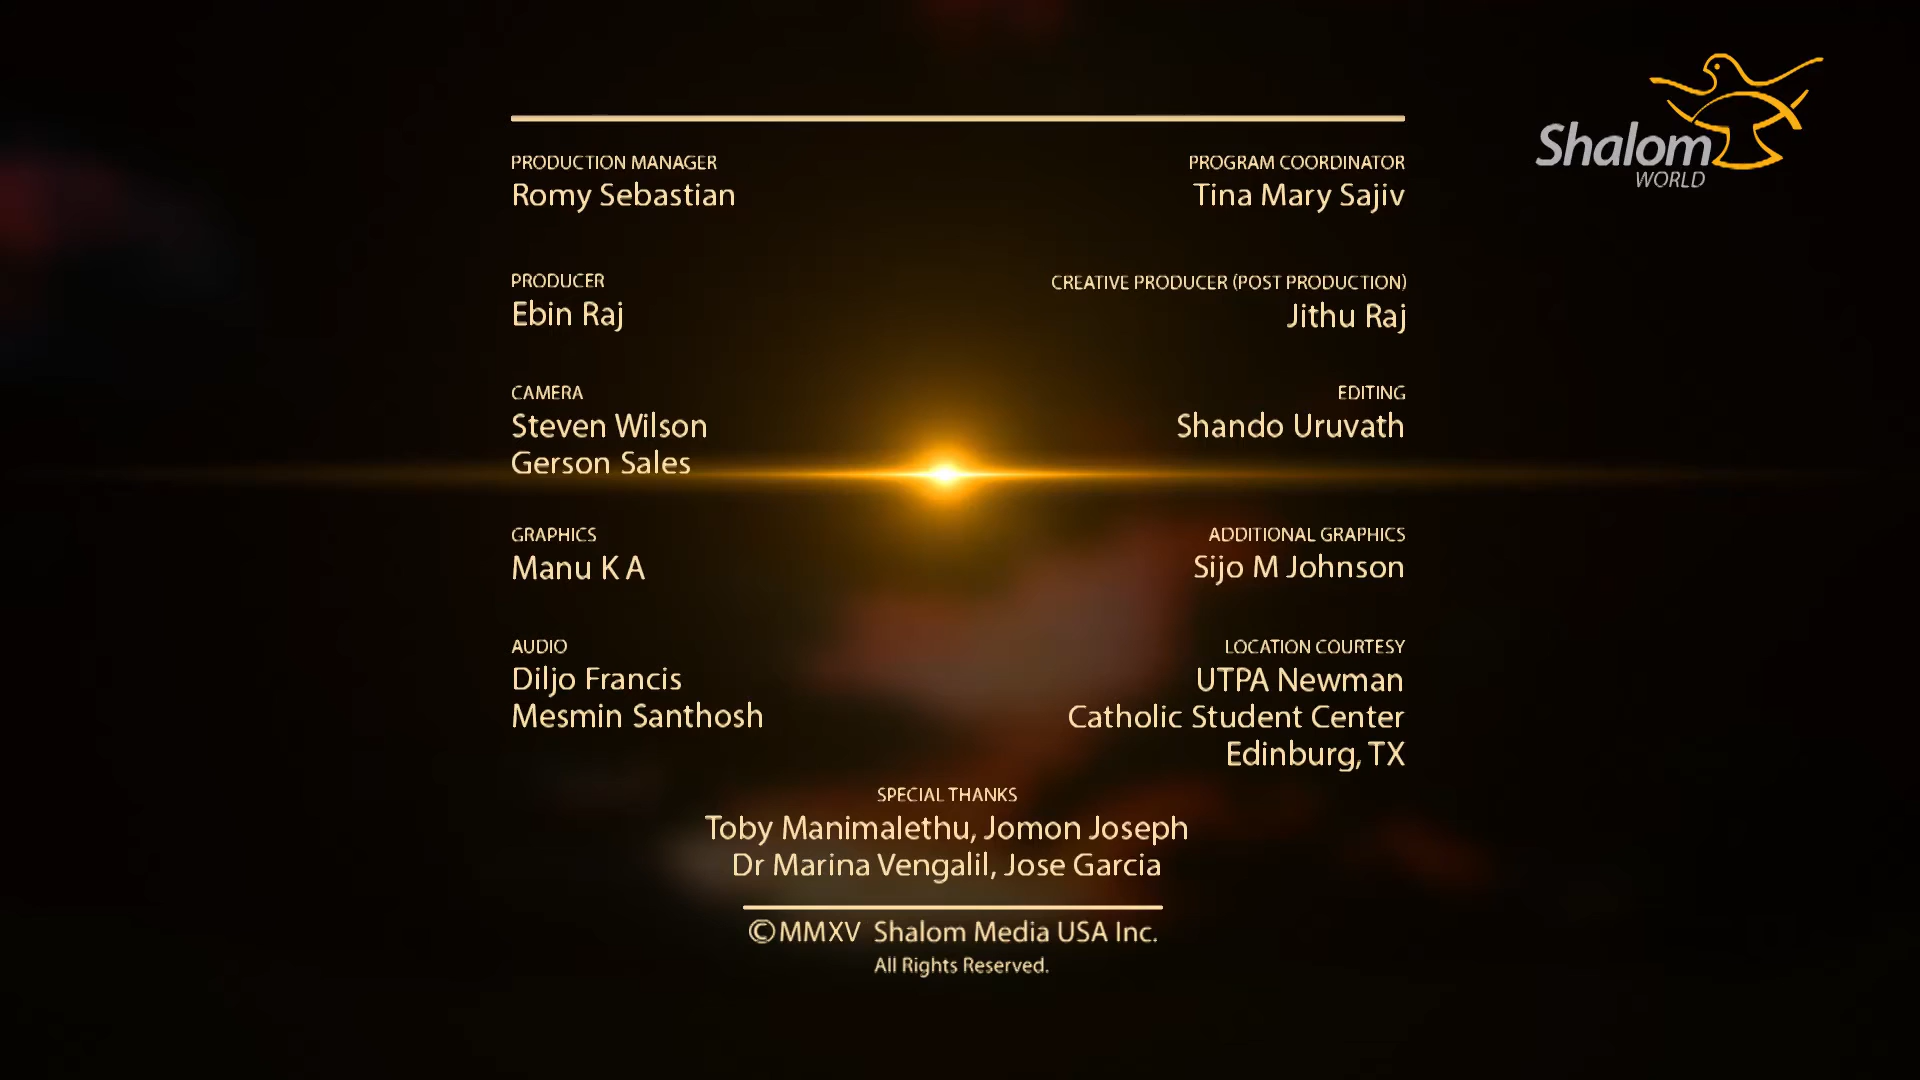 Shalom
WORLD
PRODUCTION MANAGER
Romy Sebastian
PROGRAM COORDINATOR
Tina Mary Sajiv
PRODUCER
Ebin Raj
CREATIVE PRODUCER (POST PRODUCTION)
Jithu Raj
CAMERA
Steven Wilson
Gerson Sales
EDITING
Shando Uruvath
GRAPHICS
Manu K A
ADDITIONAL GRAPHICS
Sijo M Johnson
AUDIO
Diljo Francis
Mesmin Santhosh
LOCATION COURTESY
UTPA Newman
Catholic Student Center
Edinburg, TX
SPECIAL THANKS
Toby Manimalethu, Jomon Joseph
Dr Marina Vengalil, Jose Garcia
©MMXV Shalom Media USA Inc.
All Rights Reserved.